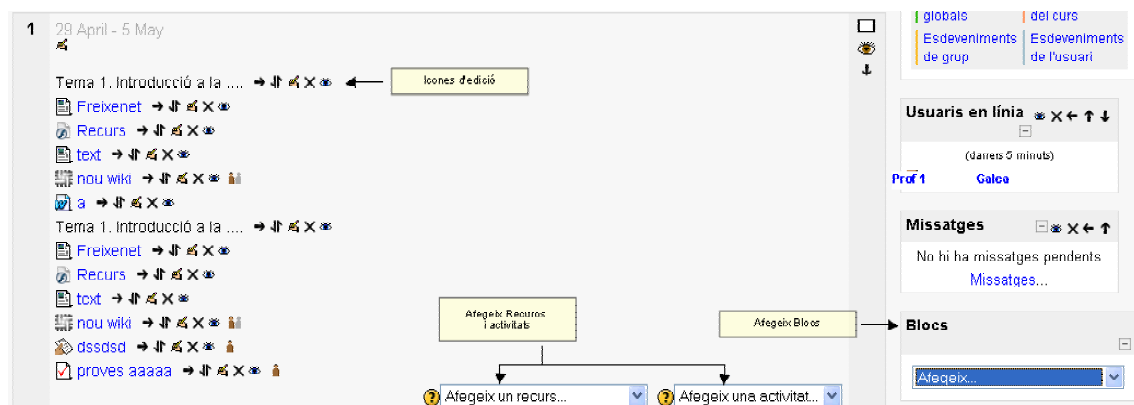 1 29 April - 5 May
Tema 1. Introducció a la ....
Icones d'edició
Freixenet
Recurs
text
nou wiki
a
Tema 1. Introducció a la ....
Freixenet
Recurs
text
nou wiki
dssdsd
proves aaaaa
Afegeix Recursos
i activitats
Afegeix Blocs
Afegeix un recurs...
Afegeix una activitat...
globals
del curs
Esdeveniments
de grup
Esdeveniments
de l'usuari
Usuaris en línia
(darrers 5 minuts)
Prof 1 Galea
Missatges
No hi ha missatges pendents
Missatges...
Blocs
Afegeix...